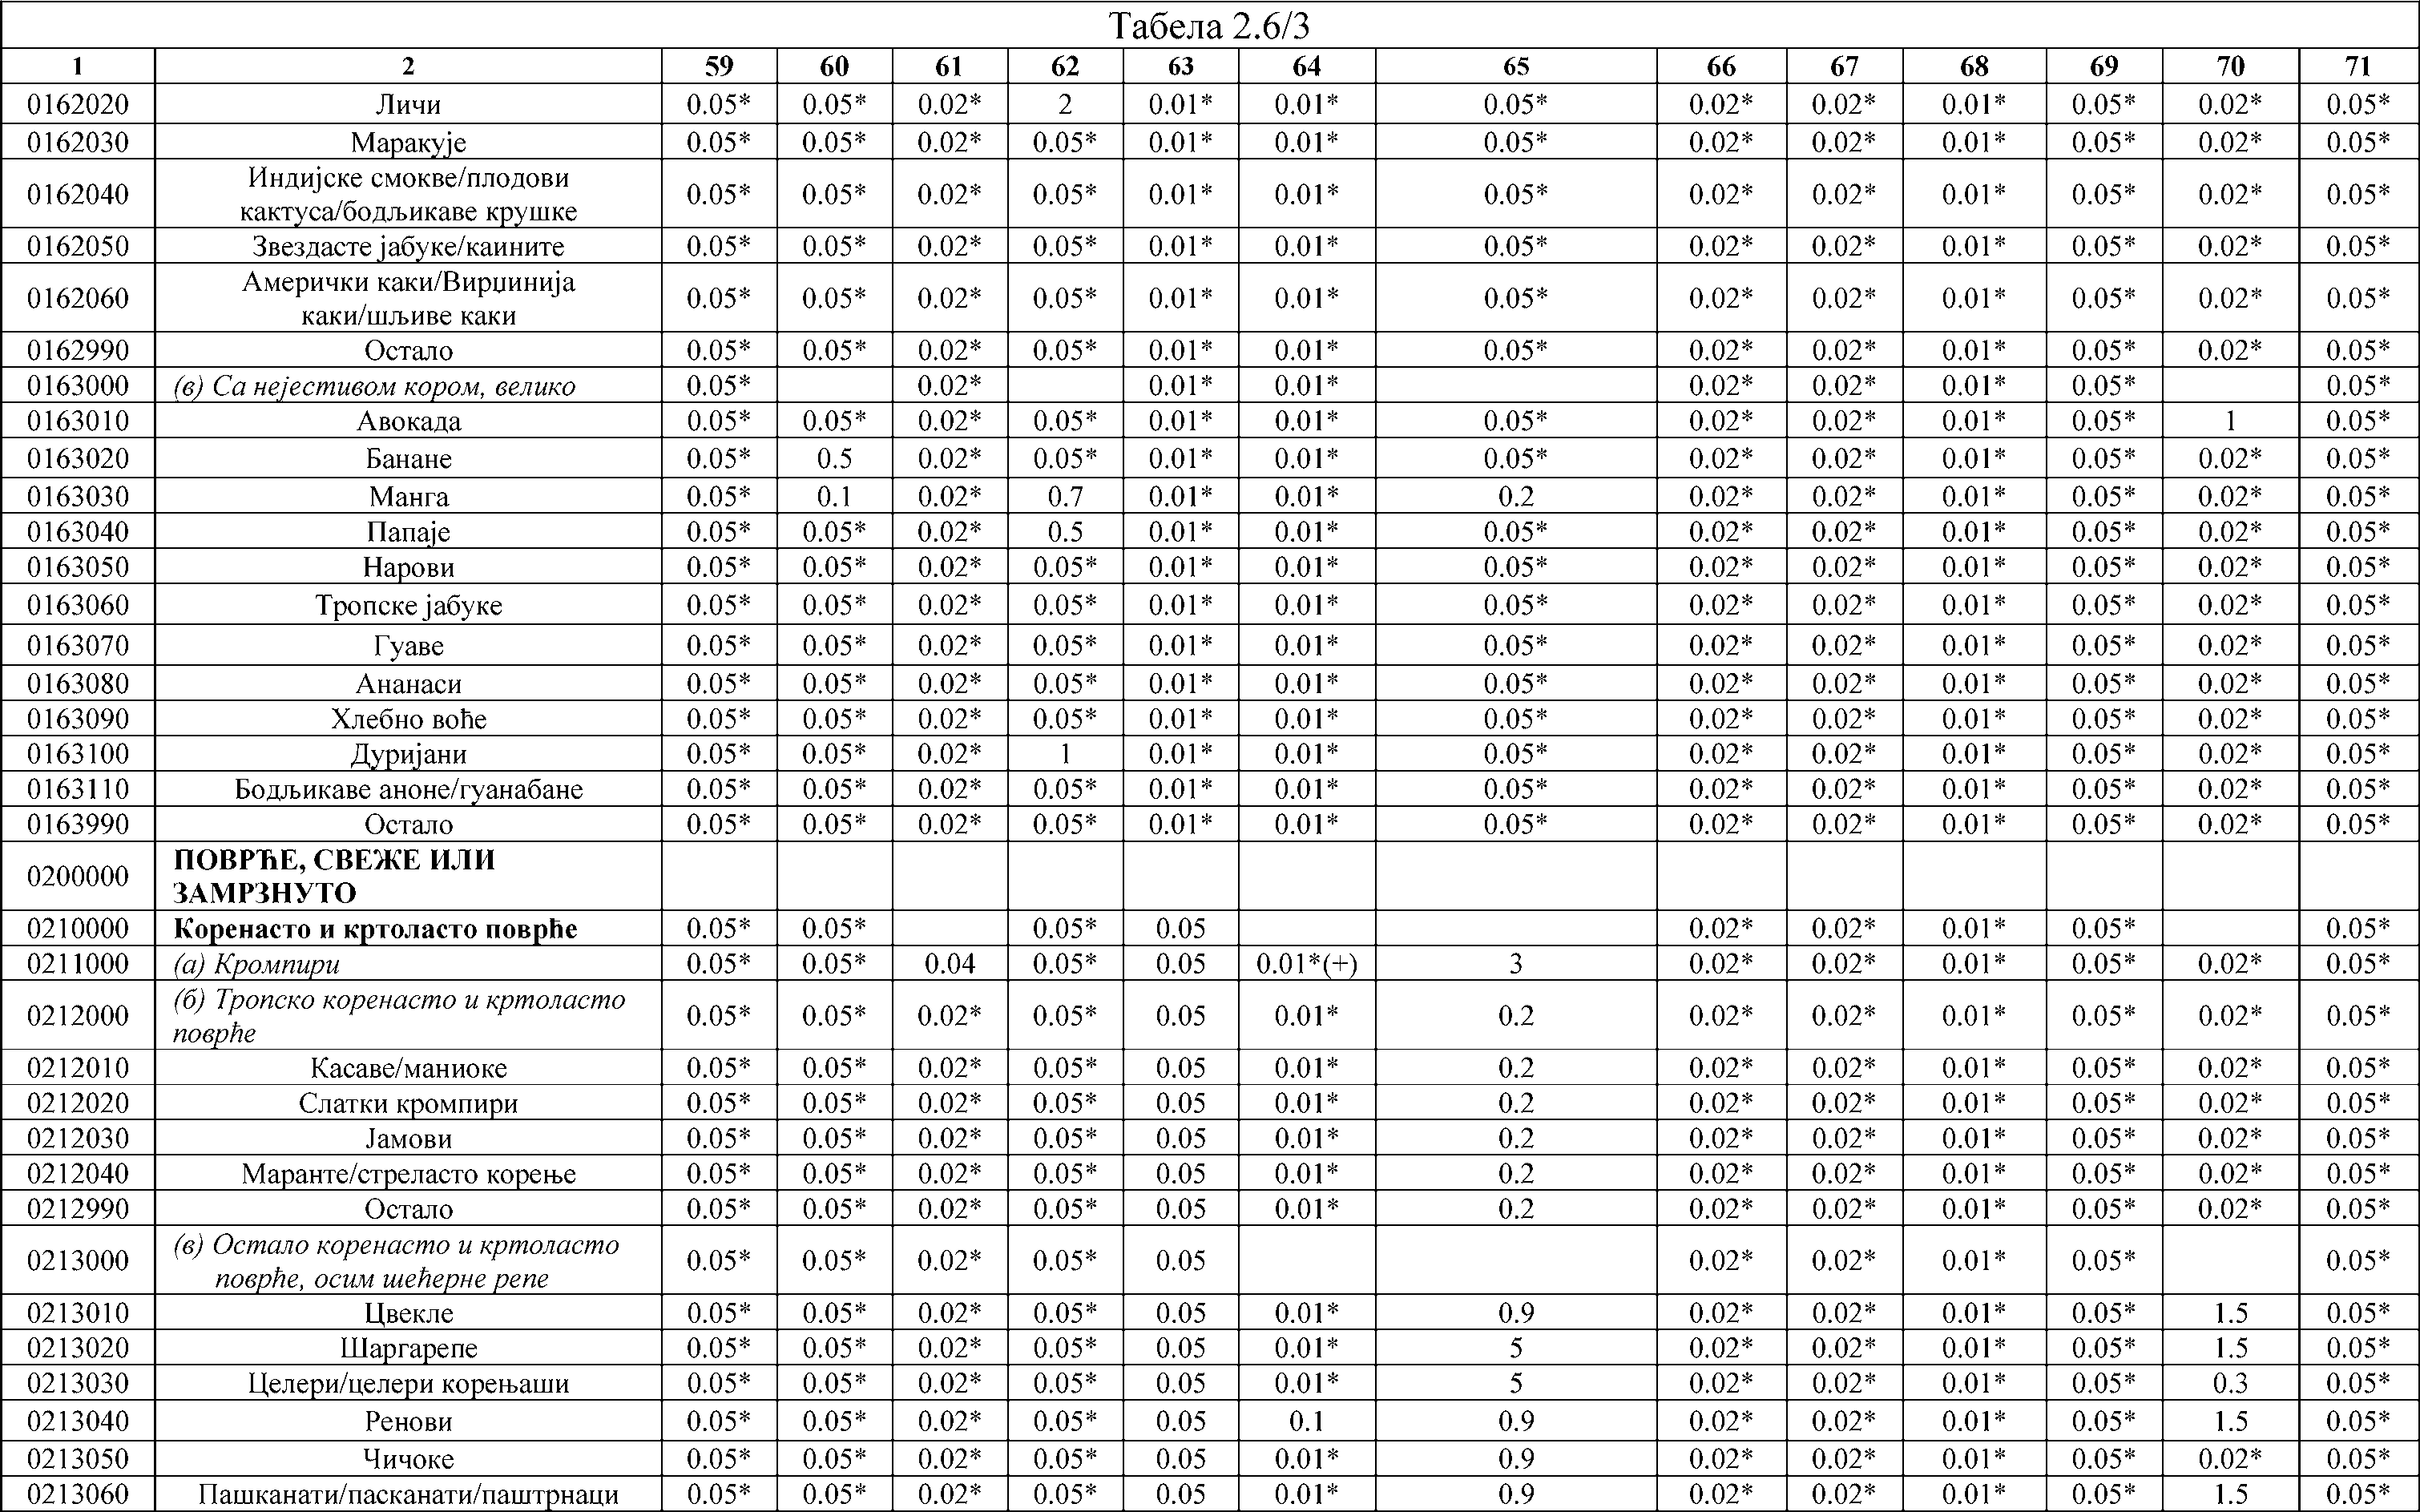 Табела 2.6/3
1 2 59 60 61 62 63 64 65 66 67 68 69 70 71
0162020 Личи 0.05* 0.05* 0.02* 2 0.01* 0.01* 0.05* 0.02* 0.02* 0.01* 0.05* 0.02* 0.05*
0162030 Маракује 0.05* 0.05* 0.02* 0.05* 0.01* 0.01* 0.05* 0.02* 0.02* 0.01* 0.05* 0.02* 0.05*
0162040 Индијске смокве/плодови
кактуса/бодљикаве крушке 0.05* 0.05* 0.02* 0.05* 0.01* 0.01* 0.05* 0.02* 0.02* 0.01* 0.05* 0.02* 0.05*
0162050 Звездасте јабуке/каините 0.05* 0.05* 0.02* 0.05* 0.01* 0.01* 0.05* 0.02* 0.02* 0.01* 0.05* 0.02* 0.05*
0162060 Амерички каки/Вирџинија
каки/шљиве каки 0.05* 0.05* 0.02* 0.05* 0.01* 0.01* 0.05* 0.02* 0.02* 0.01* 0.05* 0.02* 0.05*
0162990 Остало 0.05* 0.05* 0.02* 0.05* 0.01* 0.01* 0.05* 0.02* 0.02* 0.01* 0.05* 0.02* 0.05*
0163000 (в) Са нејестивом кором, велико 0.05* 0.02* 0.01* 0.01* 0.02* 0.02* 0.01* 0.05* 0.05*
0163010 Авокада 0.05* 0.05* 0.02* 0.05* 0.01* 0.01* 0.05* 0.02* 0.02* 0.01* 0.05* 1 0.05*
0163020 Банане 0.05* 0.5 0.02* 0.05* 0.01* 0.01* 0.05* 0.02* 0.02* 0.01* 0.05* 0.02* 0.05*
0163030 Манга 0.05* 0.1 0.02* 0.7 0.01* 0.01* 0.2 0.02* 0.02* 0.01* 0.05* 0.02* 0.05*
0163040 Папаје 0.05* 0.05* 0.02* 0.5 0.01* 0.01* 0.05* 0.02* 0.02* 0.01* 0.05* 0.02* 0.05*
0163050 Нарови 0.05* 0.05* 0.02* 0.05* 0.01* 0.01* 0.05* 0.02* 0.02* 0.01* 0.05* 0.02* 0.05*
0163060 Тропске јабуке 0.05* 0.05* 0.02* 0.05* 0.01* 0.01* 0.05* 0.02* 0.02* 0.01* 0.05* 0.02* 0.05*
0163070 Гуаве 0.05* 0.05* 0.02* 0.05* 0.01* 0.01* 0.05* 0.02* 0.02* 0.01* 0.05* 0.02* 0.05*
0163080 Ананаси 0.05* 0.05* 0.02* 0.05* 0.01* 0.01* 0.05* 0.02* 0.02* 0.01* 0.05* 0.02* 0.05*
0163090 Хлебно воће 0.05* 0.05* 0.02* 0.05* 0.01* 0.01* 0.05* 0.02* 0.02* 0.01* 0.05* 0.02* 0.05*
0163100 Дуријани 0.05* 0.05* 0.02* 1 0.01* 0.01* 0.05* 0.02* 0.02* 0.01* 0.05* 0.02* 0.05*
0163110 Бодљикаве аноне/гуанабане 0.05* 0.05* 0.02* 0.05* 0.01* 0.01* 0.05* 0.02* 0.02* 0.01* 0.05* 0.02* 0.05*
0163990 Остало 0.05* 0.05* 0.02* 0.05* 0.01* 0.01* 0.05* 0.02* 0.02* 0.01* 0.05* 0.02* 0.05*
0200000 ПОВРЋЕ, СВЕЖЕ ИЛИ
ЗАМРЗНУТО
0210000 Коренасто и кртоласто поврће 0.05* 0.05* 0.05* 0.05 0.02* 0.02* 0.01* 0.05* 0.05*
0211000 (а) Кромпири 0.05* 0.05* 0.04 0.05* 0.05 0.01*(+) 3 0.02* 0.02* 0.01* 0.05* 0.02* 0.05*
0212000 (б) Тропско коренасто и кртоласто
поврће 0.05* 0.05* 0.02* 0.05* 0.05 0.01* 0.2 0.02* 0.02* 0.01* 0.05* 0.02* 0.05*
0212010 Касаве/маниоке 0.05* 0.05* 0.02* 0.05* 0.05 0.01* 0.2 0.02* 0.02* 0.01* 0.05* 0.02* 0.05*
0212020 Слатки кромпири 0.05* 0.05* 0.02* 0.05* 0.05 0.01* 0.2 0.02* 0.02* 0.01* 0.05* 0.02* 0.05*
0212030 Јамови 0.05* 0.05* 0.02* 0.05* 0.05 0.01* 0.2 0.02* 0.02* 0.01* 0.05* 0.02* 0.05*
0212040 Маранте/стреласто корење 0.05* 0.05* 0.02* 0.05* 0.05 0.01* 0.2 0.02* 0.02* 0.01* 0.05* 0.02* 0.05*
0212990 Остало 0.05* 0.05* 0.02* 0.05* 0.05 0.01* 0.2 0.02* 0.02* 0.01* 0.05* 0.02* 0.05*
0213000 (в) Остало коренасто и кртоласто
поврће, осим шећерне репе 0.05* 0.05* 0.02* 0.05* 0.05 0.02* 0.02* 0.01* 0.05* 0.05*
0213010 Цвекле 0.05* 0.05* 0.02* 0.05* 0.05 0.01* 0.9 0.02* 0.02* 0.01* 0.05* 1.5 0.05*
0213020 Шаргарепе 0.05* 0.05* 0.02* 0.05* 0.05 0.01* 5 0.02* 0.02* 0.01* 0.05* 1.5 0.05*
0213030 Целери/целери корењаши 0.05* 0.05* 0.02* 0.05* 0.05 0.01* 5 0.02* 0.02* 0.01* 0.05* 0.3 0.05*
0213040 Ренови 0.05* 0.05* 0.02* 0.05* 0.05 0.1 0.9 0.02* 0.02* 0.01* 0.05* 1.5 0.05*
0213050 Чичоке 0.05* 0.05* 0.02* 0.05* 0.05 0.01* 0.9 0.02* 0.02* 0.01* 0.05* 0.02* 0.05*
0213060 Пашканати/пасканати/паштрнаци 0.05* 0.05* 0.02* 0.05* 0.05 0.01* 0.9 0.02* 0.02* 0.01* 0.05* 1.5 0.05*